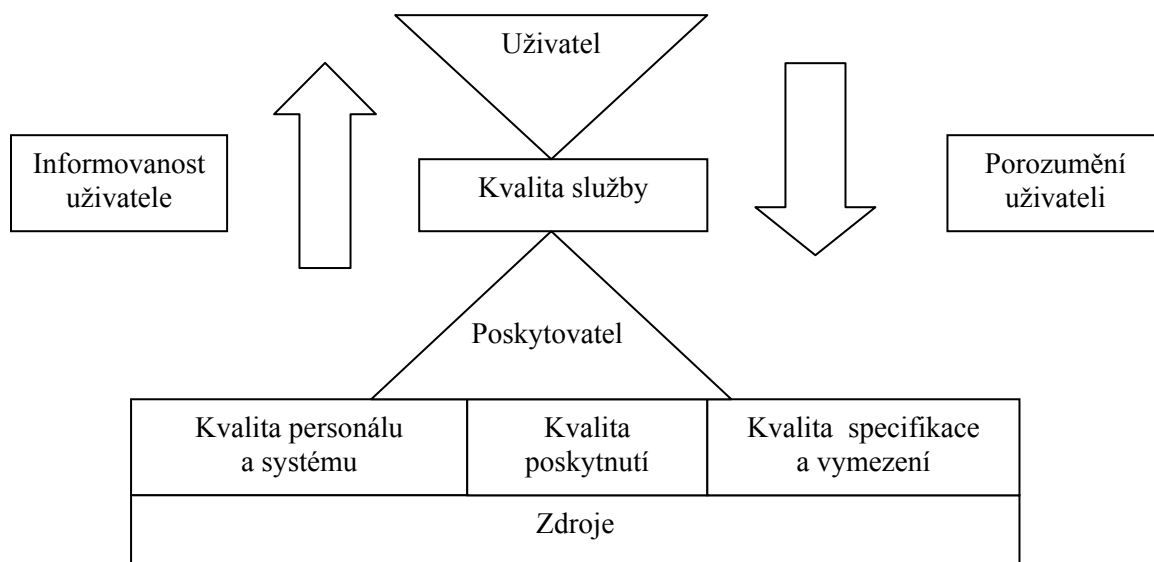 Uživatel
Informovanost
uživatele
Kvalita služby
Porozumění
uživateli
Poskytovatel
Kvalita personálu
a systému
Kvalita
poskytnutí
Kvalita  specifikace
a vymezení
Zdroje